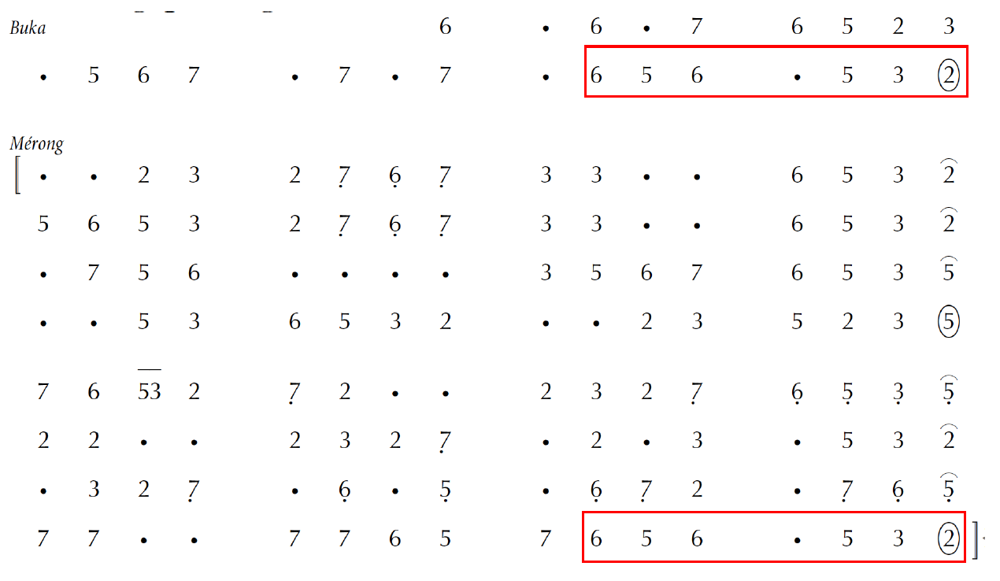 Buka 6 • 6 • 7 6 5 2 3
• 5 6 7 • 7 • 7 • 6 5 6 • 5 3 ②
Mérong
[ • • 2 3 2 7̣ 6̣ 7̣ 3 3 • • 6 5 3 2̑
5 6 5 3 2 7̣ 6̣ 7̣ 3 3 • • 6 5 3 2̑
• 7 5 6 • • • • 3 5 6 7 6 5 3 5̑
• • 5 3 6 5 3 2 • • 2 3 5 2 3 ⑤
7 6 5̅3̅ 2 7̣ 2 • • 2 3 2 7̣ 6̣ 5̣ 3̣ 5̣̑
2 2 • • 2 3 2 7̣ • 2 • 3 • 5 3 2̑
• 3 2 7̣ • 6̣ • 5̣ • 6̣ 7̣ 2 • 7̣ 6̣ 5̣̑
7 7 • • 7 7 6 5 7 6 5 6 • 5 3 ② ]